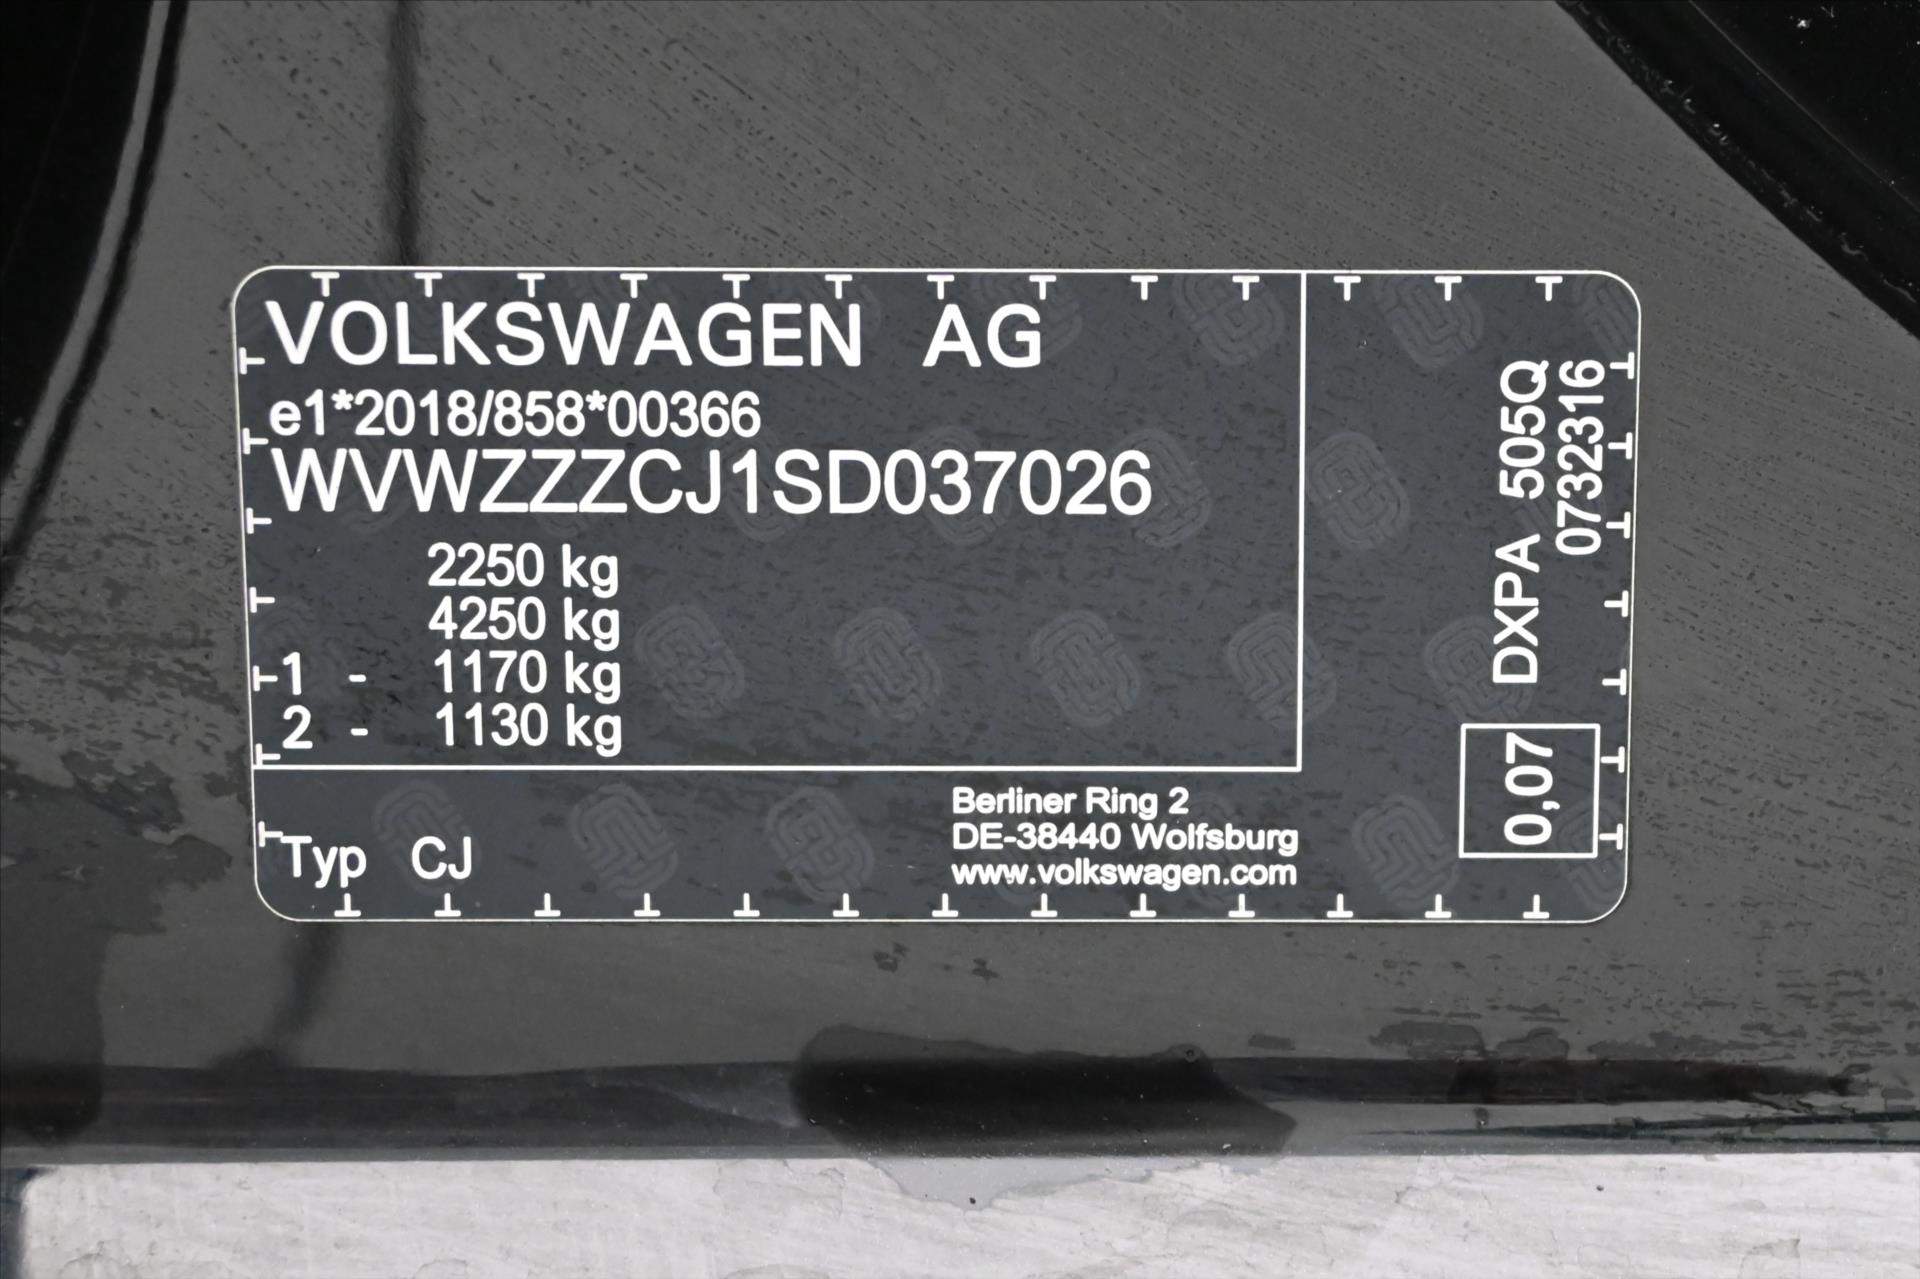 VOLKSWAGEN AG
e1*2018/858*00366
WVWZZZCJ1SD037026
2250 kg
4250 kg
1 - 1170 kg
2 - 1130 kg
Typ CJ
Berliner Ring 2
DE-38440 Wolfsburg
www.volkswagen.com
DXPA 505Q
07323316
0,07